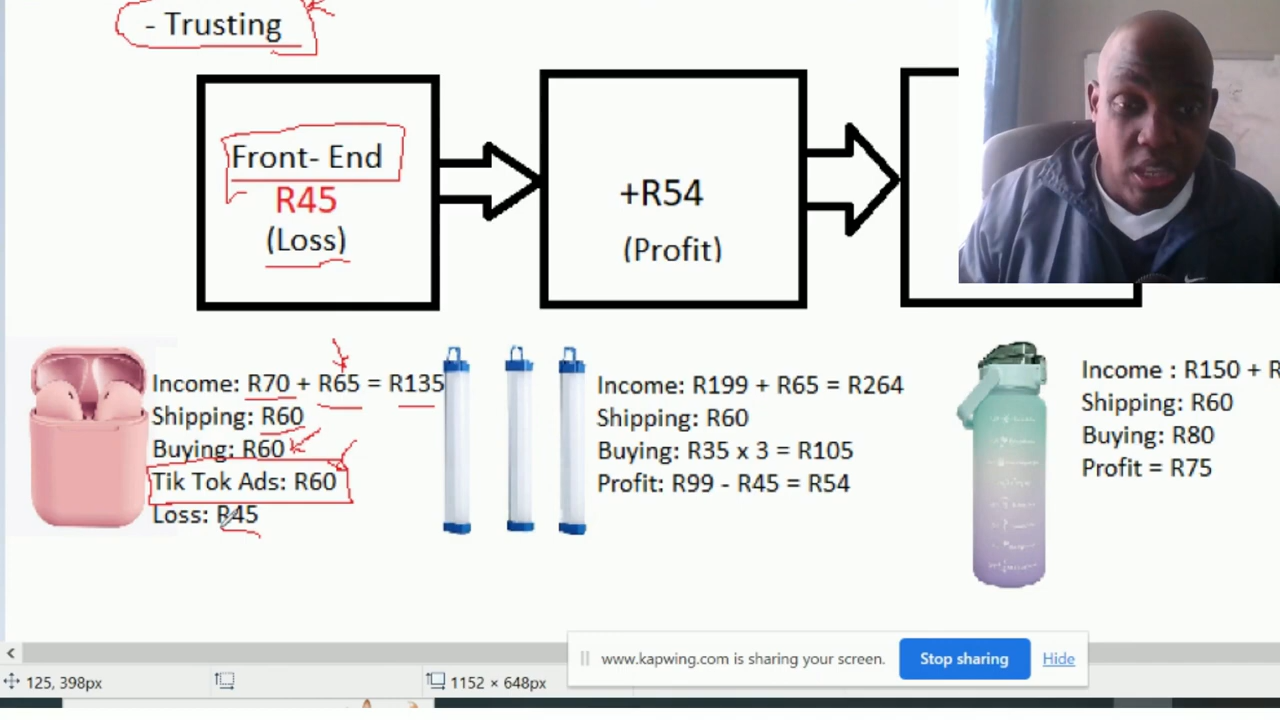 - Trusting
Front- End
R45
(Loss)
+R54
(Profit)
Income: R70 + R65 = R135
Shipping: R60
Buying: R60
Tik Tok Ads: R60
Loss: R45
Income: R199 + R65 = R264
Shipping: R60
Buying: R35 x 3 = R105
Profit: R99 - R45 = R54
Income : R150 + R
Shipping: R60
Buying: R80
Profit = R75
www.kapwing.com is sharing your screen.
Stop sharing
Hide
125, 398px
1152 × 648px